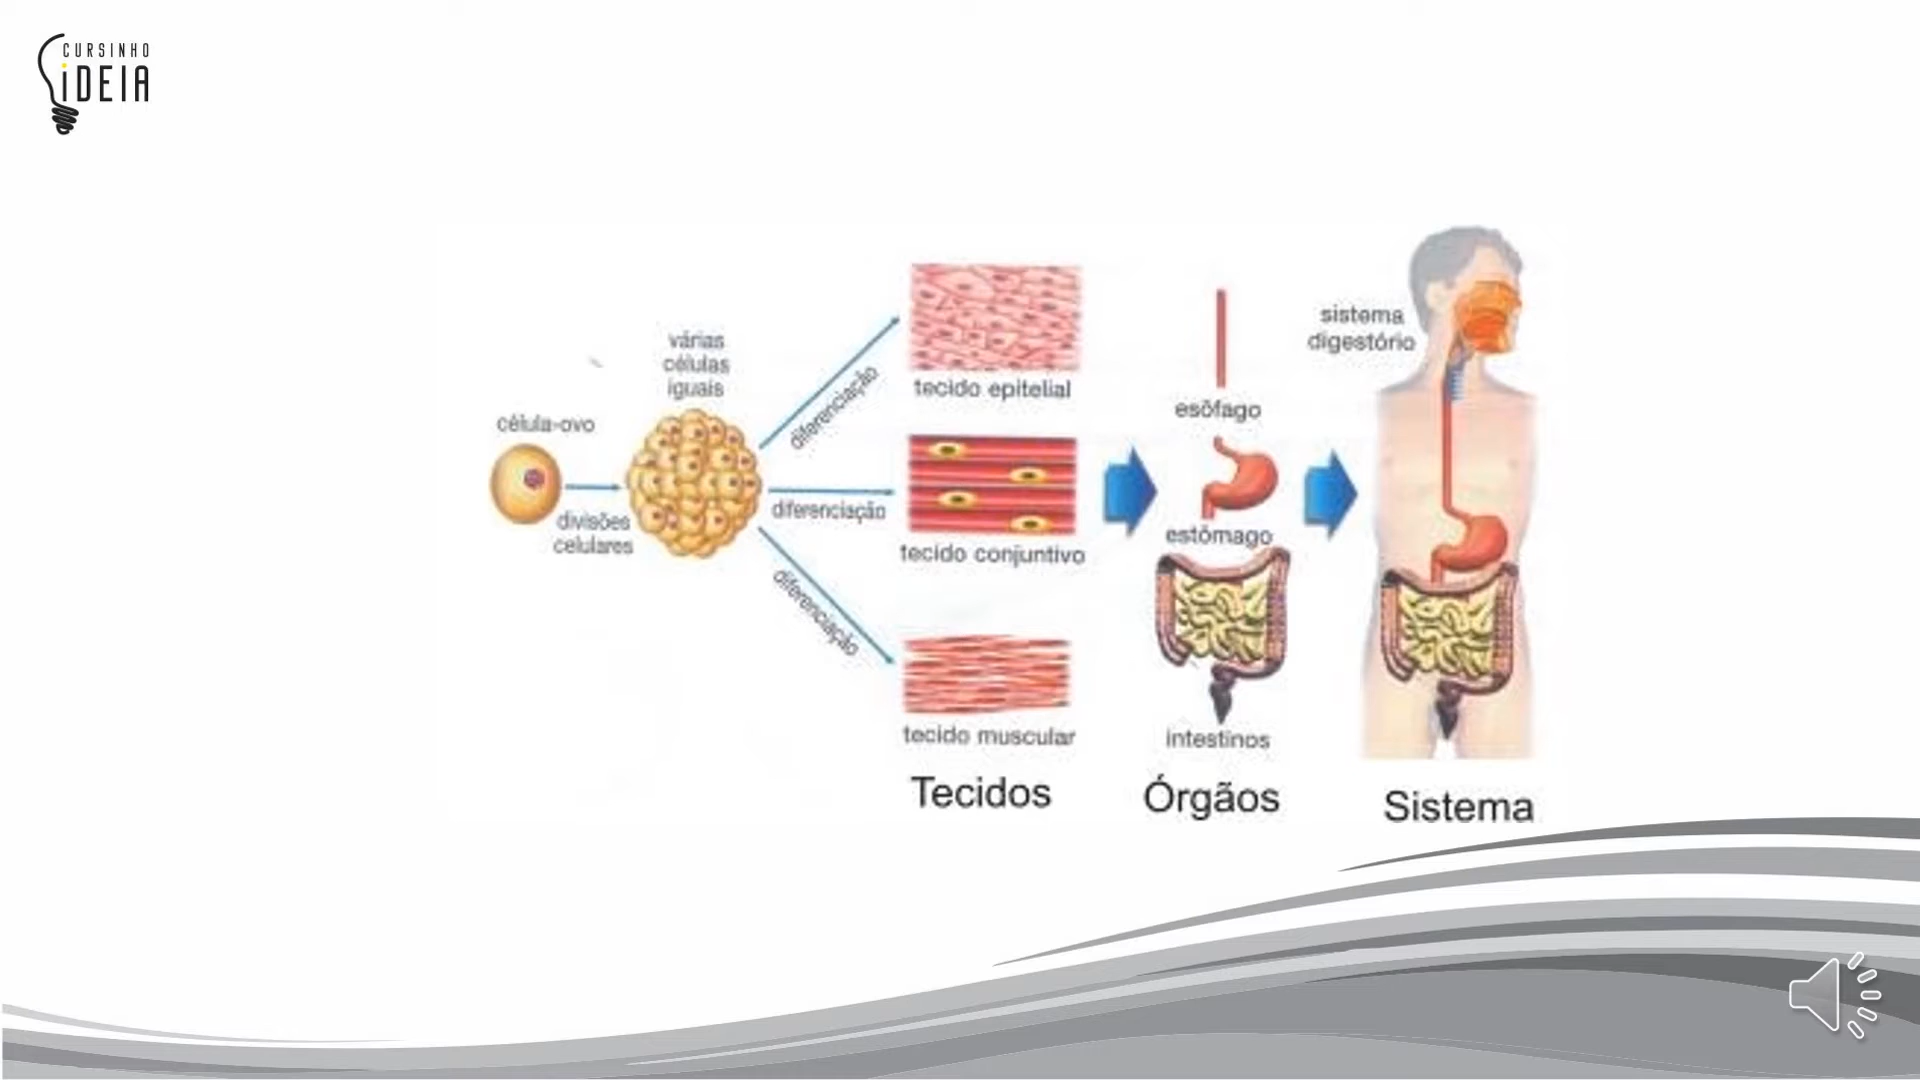 CURSINHO
iDEIA
célula-ovo
divisões
celulares
várias
células
iguais
diferenciação
diferenciação
diferenciação
tecido epitelial
tecido conjuntivo
tecido muscular
Tecidos
esôfago
estômago
intestinos
Órgãos
sistema
digestório
Sistema